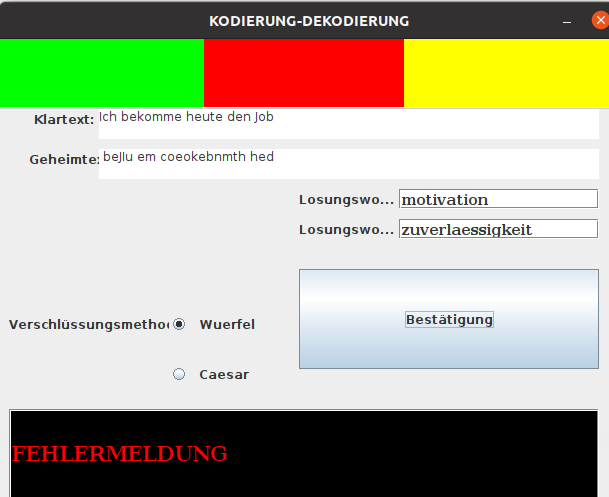 KODIERUNG-DEKODIERUNG
Klartext: Ich bekomme heute den Job
Geheimte: beJlu em coeokebnmth hed
Losungswo... motivation
Losungswo... zuverlaessigkeit
Bestätigung
Verschlüssungsmethod Wuerfel
Caesar
FEHLERMELDUNG